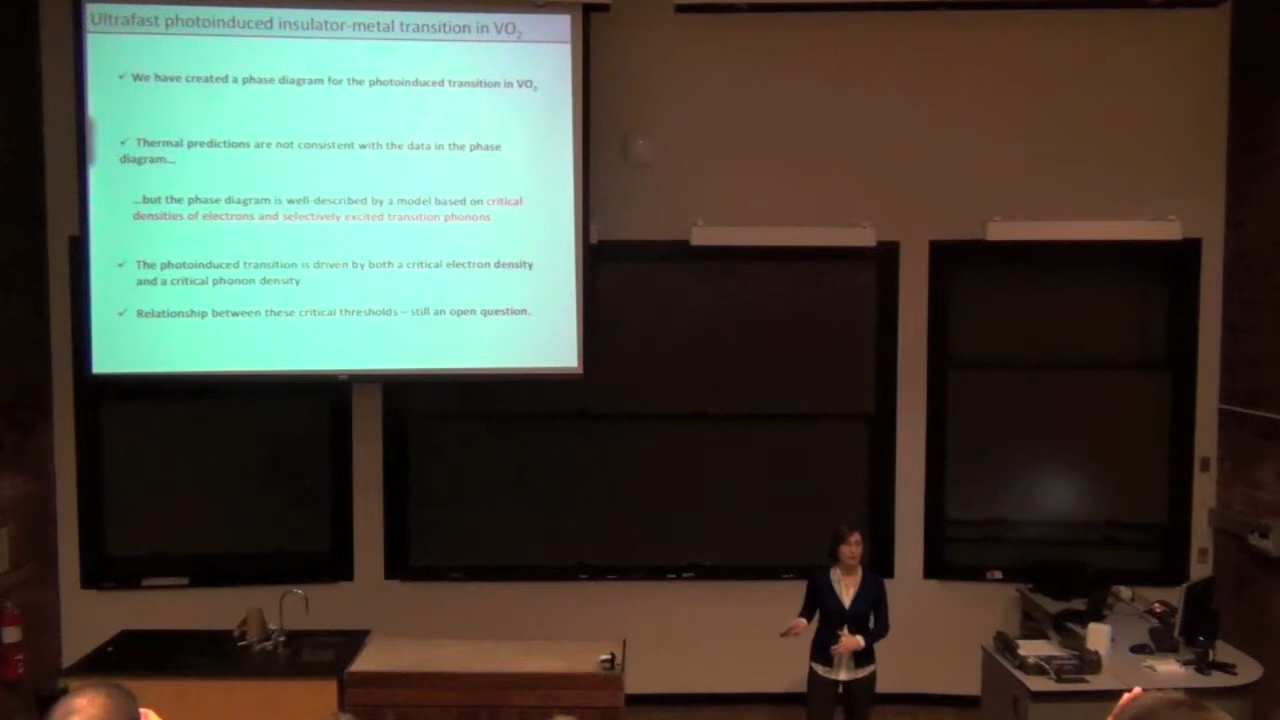 Ultrafast photoinduced insulator-metal transition in VO₂
✓ We have created a phase diagram for the photoinduced transition in VO₂
✓ Thermal predictions are not consistent with the data in the phase
diagram...
...but the phase diagram is well-described by a model based on critical
densities of electrons and selectively excited transition phonons
✓ The photoinduced transition is driven by both a critical electron density
and a critical phonon density
✓ Relationship between these critical thresholds – still an open question.